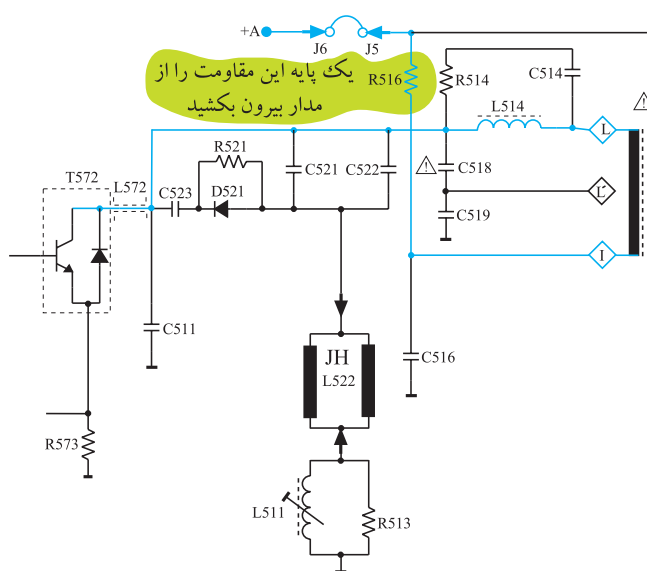 +A
J6 J5
یک پایه این مقاومت را از
مدار بیرون بکشید
R516
R514
C514
L514
L
R521
C521
C522
C518
L'
T572
L572
C523
D521
C519
I
C511
JH
L522
C516
R573
L511
R513